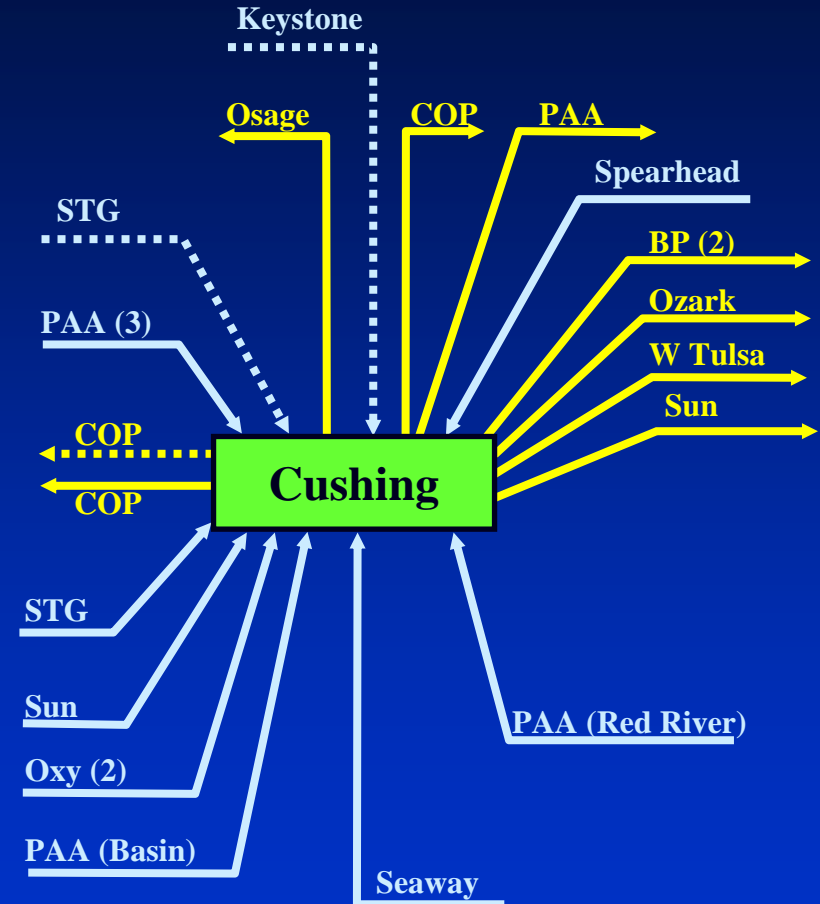 Keystone
Osage
COP
PAA
Spearhead
STG
BP (2)
Ozark
PAA (3)
W Tulsa
Sun
COP
Cushing
COP
STG
Sun
PAA (Red River)
Oxy (2)
PAA (Basin)
Seaway